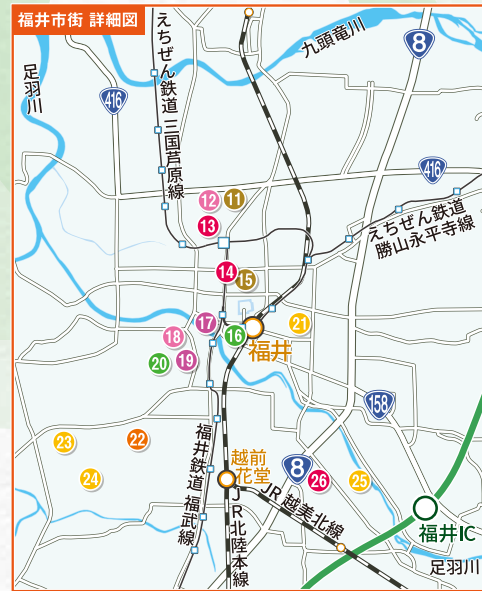 福井市街 詳細図
足羽川
416
えちぜん鉄道 三国芦原線
九頭竜川
8
416
えちぜん鉄道
勝山永平寺線
12
11
13
14
15
17
16
21
福井
18
20
19
158
23
22
24
福井鉄道 福武線
越前
花堂
8
26
25
JR北陸本線
JR 越美北線
福井IC
足羽川